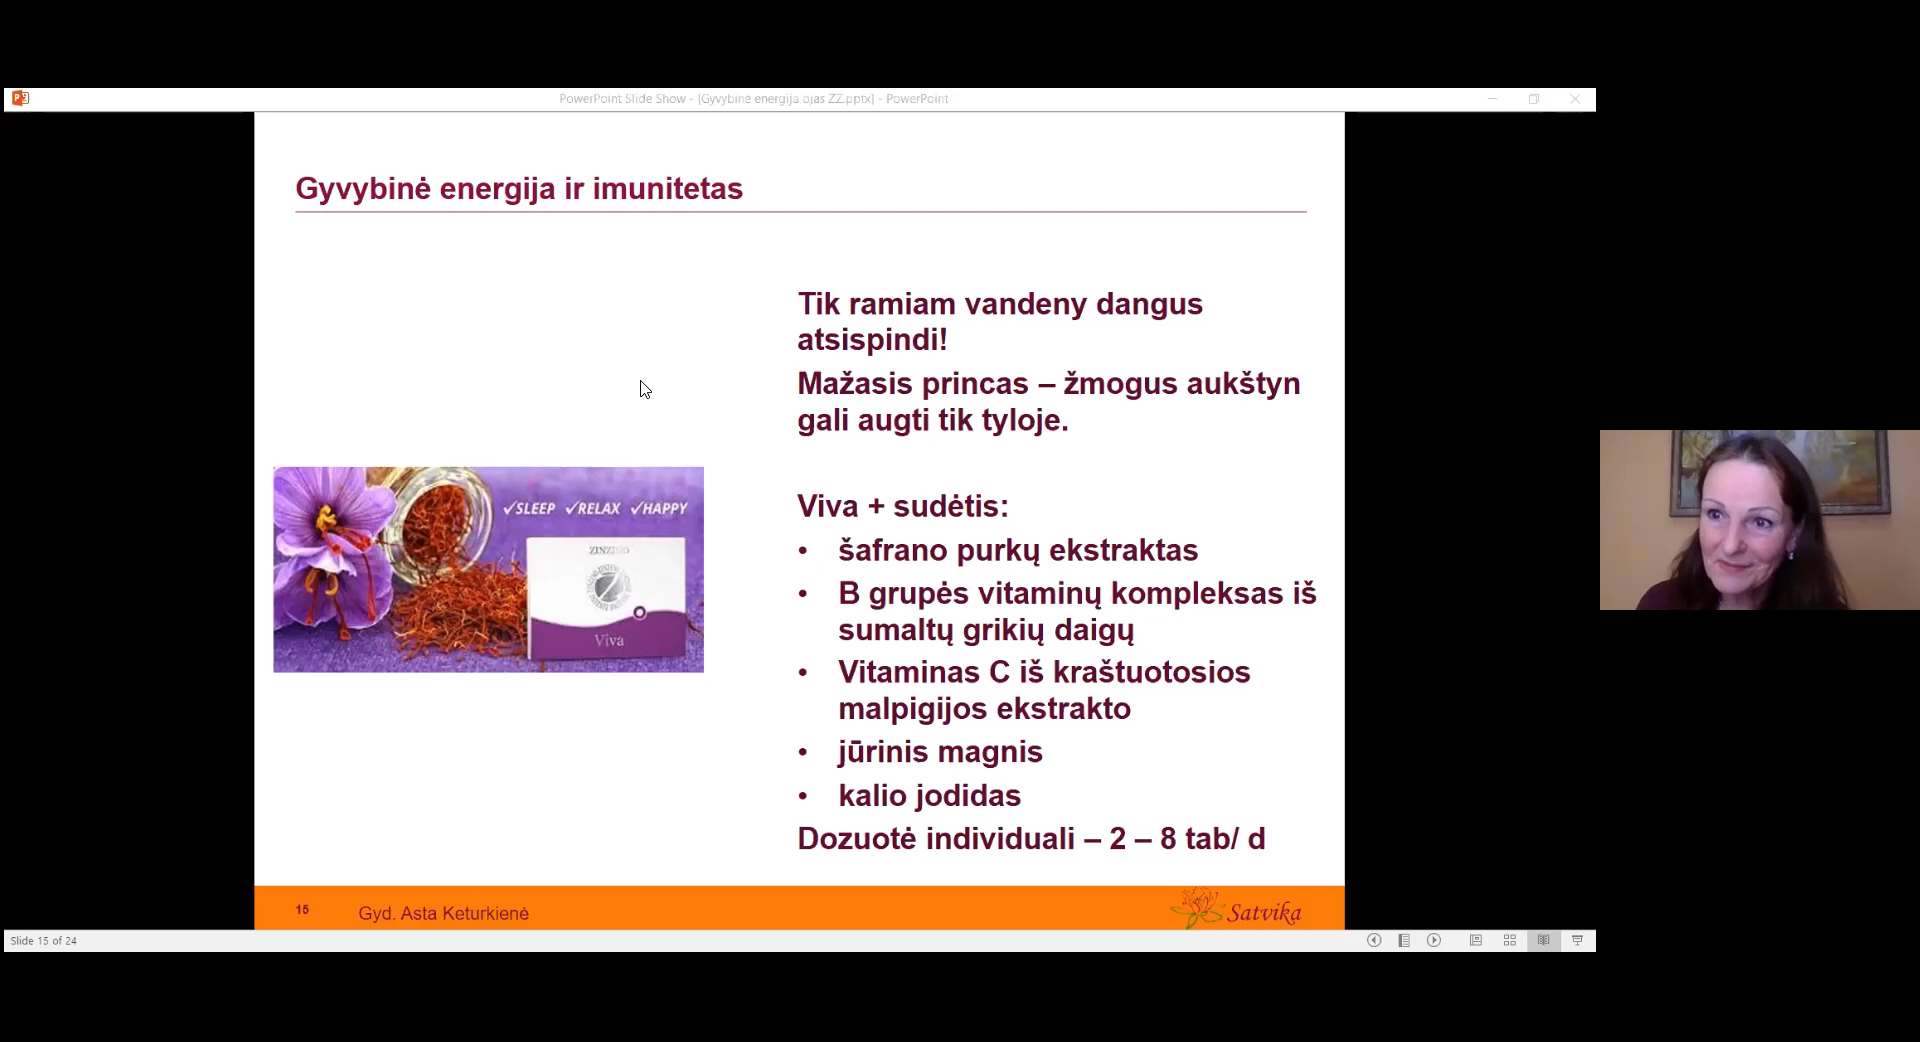 PowerPoint Slide Show - [Gyvybinė energija ojas ZZ.pptx] - PowerPoint
Gyvybinė energija ir imunitetas
Tik ramiam vandeny dangus
atsispindi!
Mažasis princas – žmogus aukštyn
gali augti tik tyloje.
✓SLEEP ✓RELAX ✓HAPPY
ZINZINO
Viva
Viva + sudėtis:
• šafrano purkų ekstraktas
• B grupės vitaminų kompleksas iš
sumaltų grikių daigų
• Vitaminas C iš kraštuotosios
malpigijos ekstrakto
• jūrinis magnis
• kalio jodidas
Dozuotė individuali – 2 – 8 tab/ d
15
Gyd. Asta Keturkienė
Satvika
Slide 15 of 24